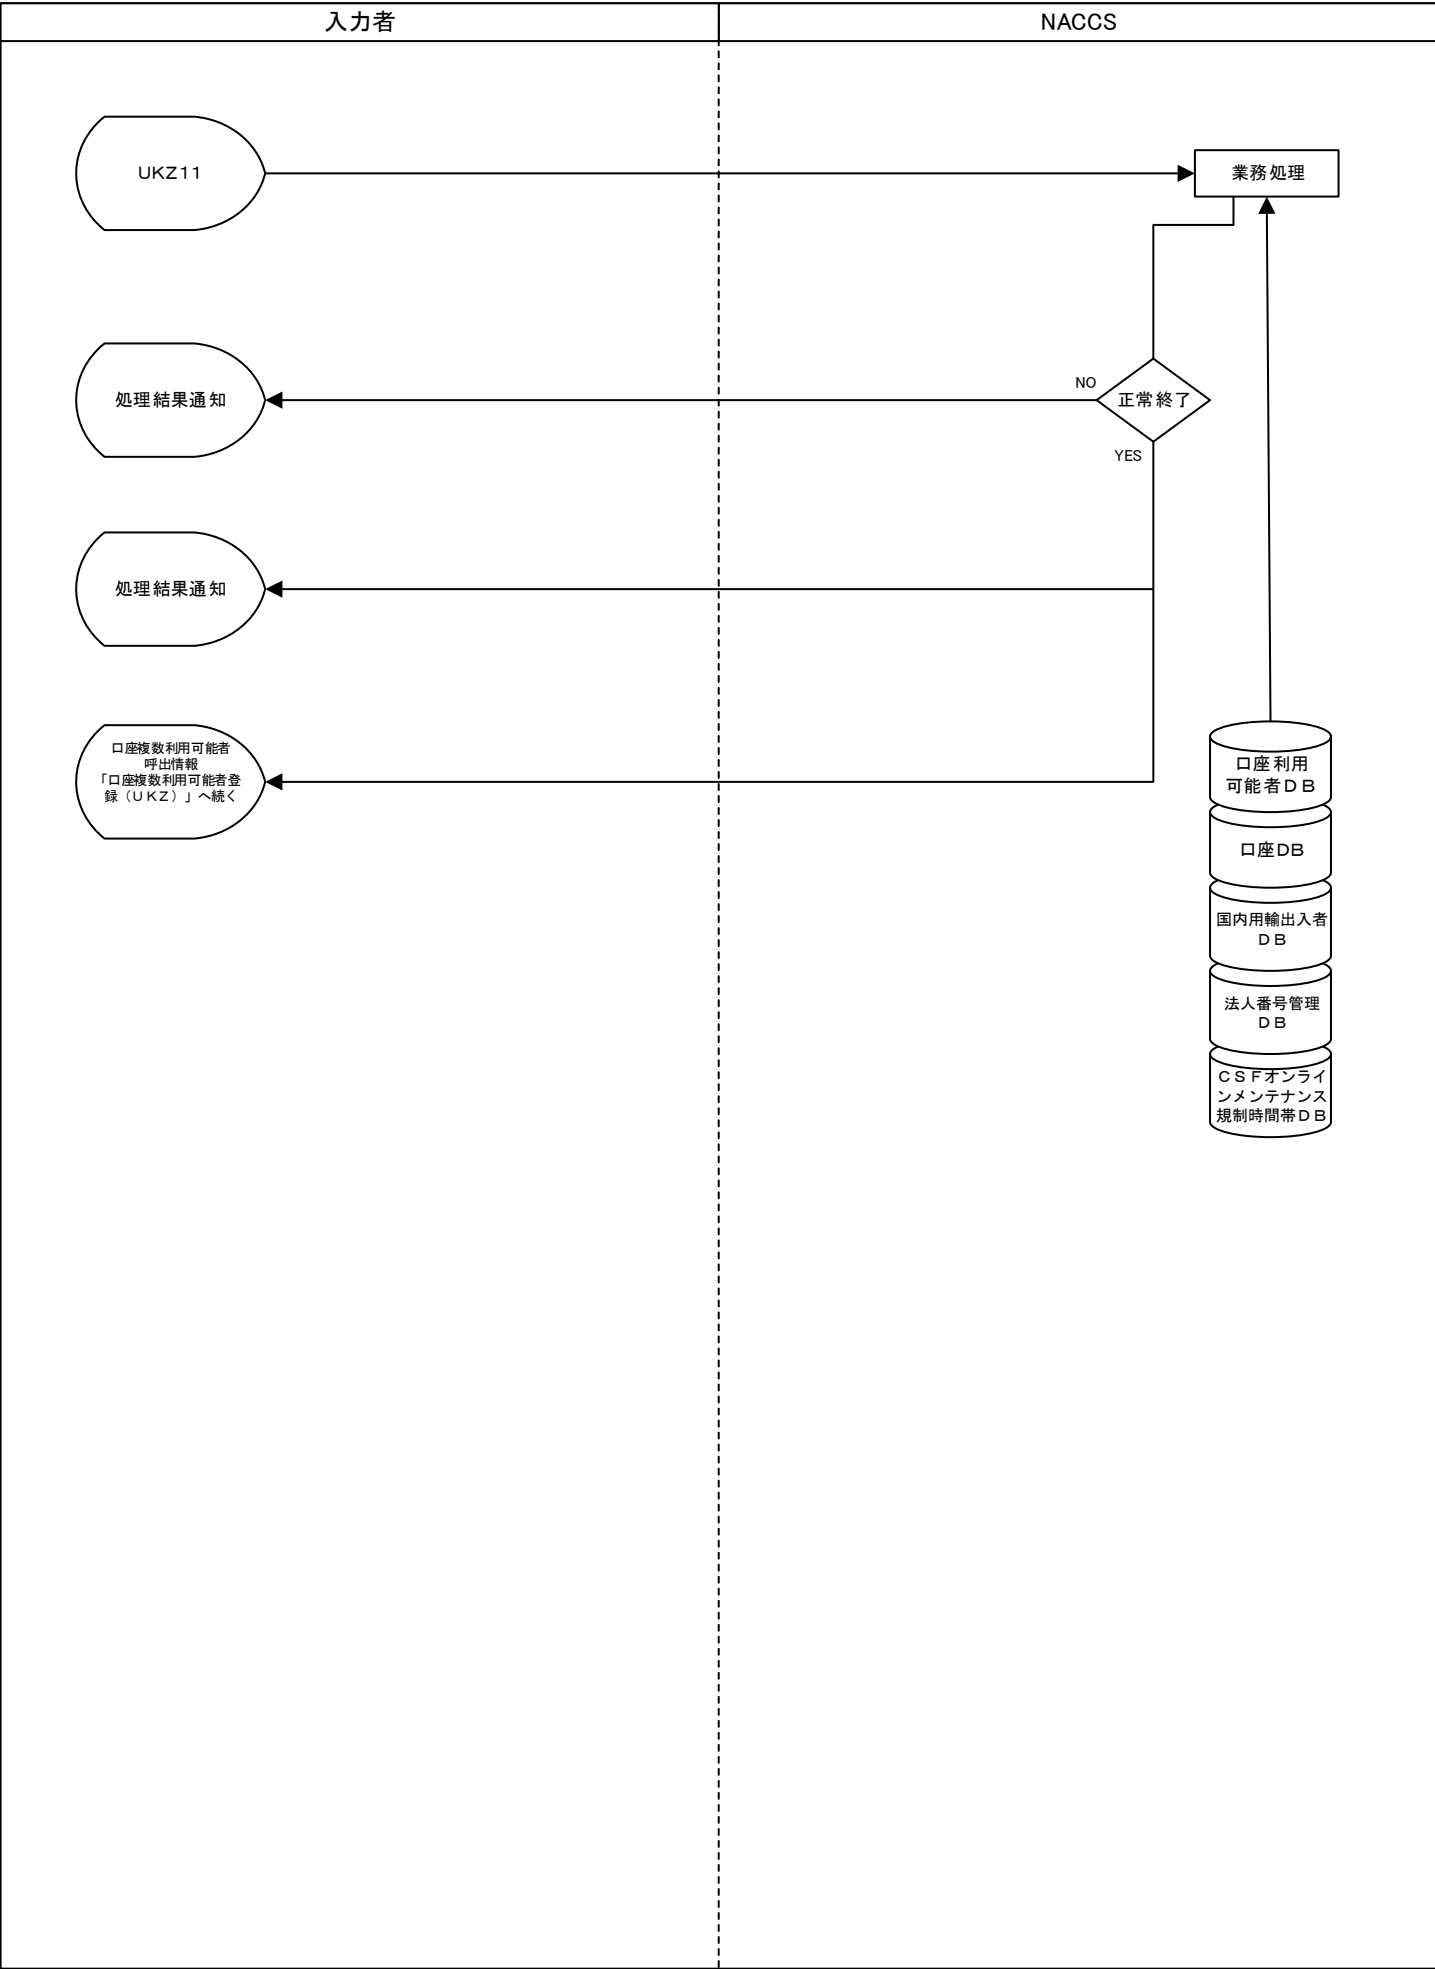 入力者
NACCS
UKZ11
業務処理
NO
処理結果通知
正常終了
YES
処理結果通知
口座複数利用可能者
呼出情報
「口座複数利用可能者登
録（ＵＫＺ）」へ続く
口座利用
可能者ＤＢ
口座DB
国内用輸出入者
ＤＢ
法人番号管理
ＤＢ
ＣＳＦオンライ
ンメンテナンス
規制時間帯ＤＢ